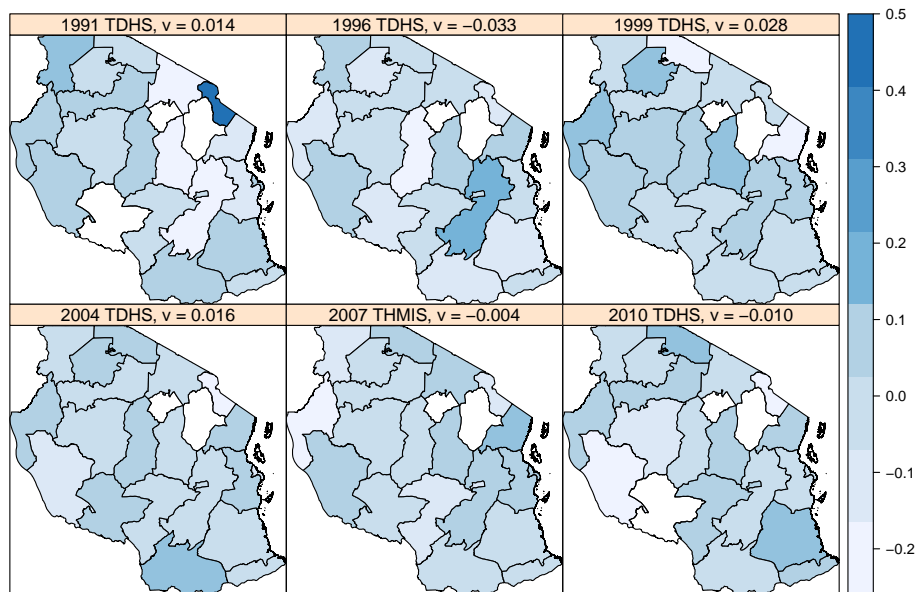 1991 TDHS, v = 0.014
1996 TDHS, v = −0.033
1999 TDHS, v = 0.028
2004 TDHS, v = 0.016
2007 THMIS, v = −0.004
2010 TDHS, v = −0.010
0.5
0.4
0.3
0.2
0.1
0.0
−0.1
−0.2